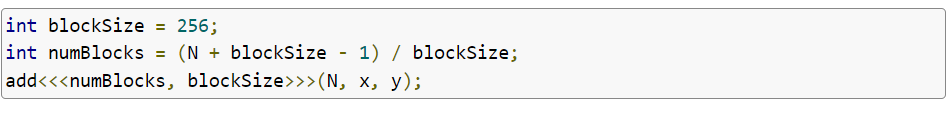 int blockSize = 256;
int numBlocks = (N + blockSize - 1) / blockSize;
add<<<numBlocks, blockSize>>>(N, x, y);